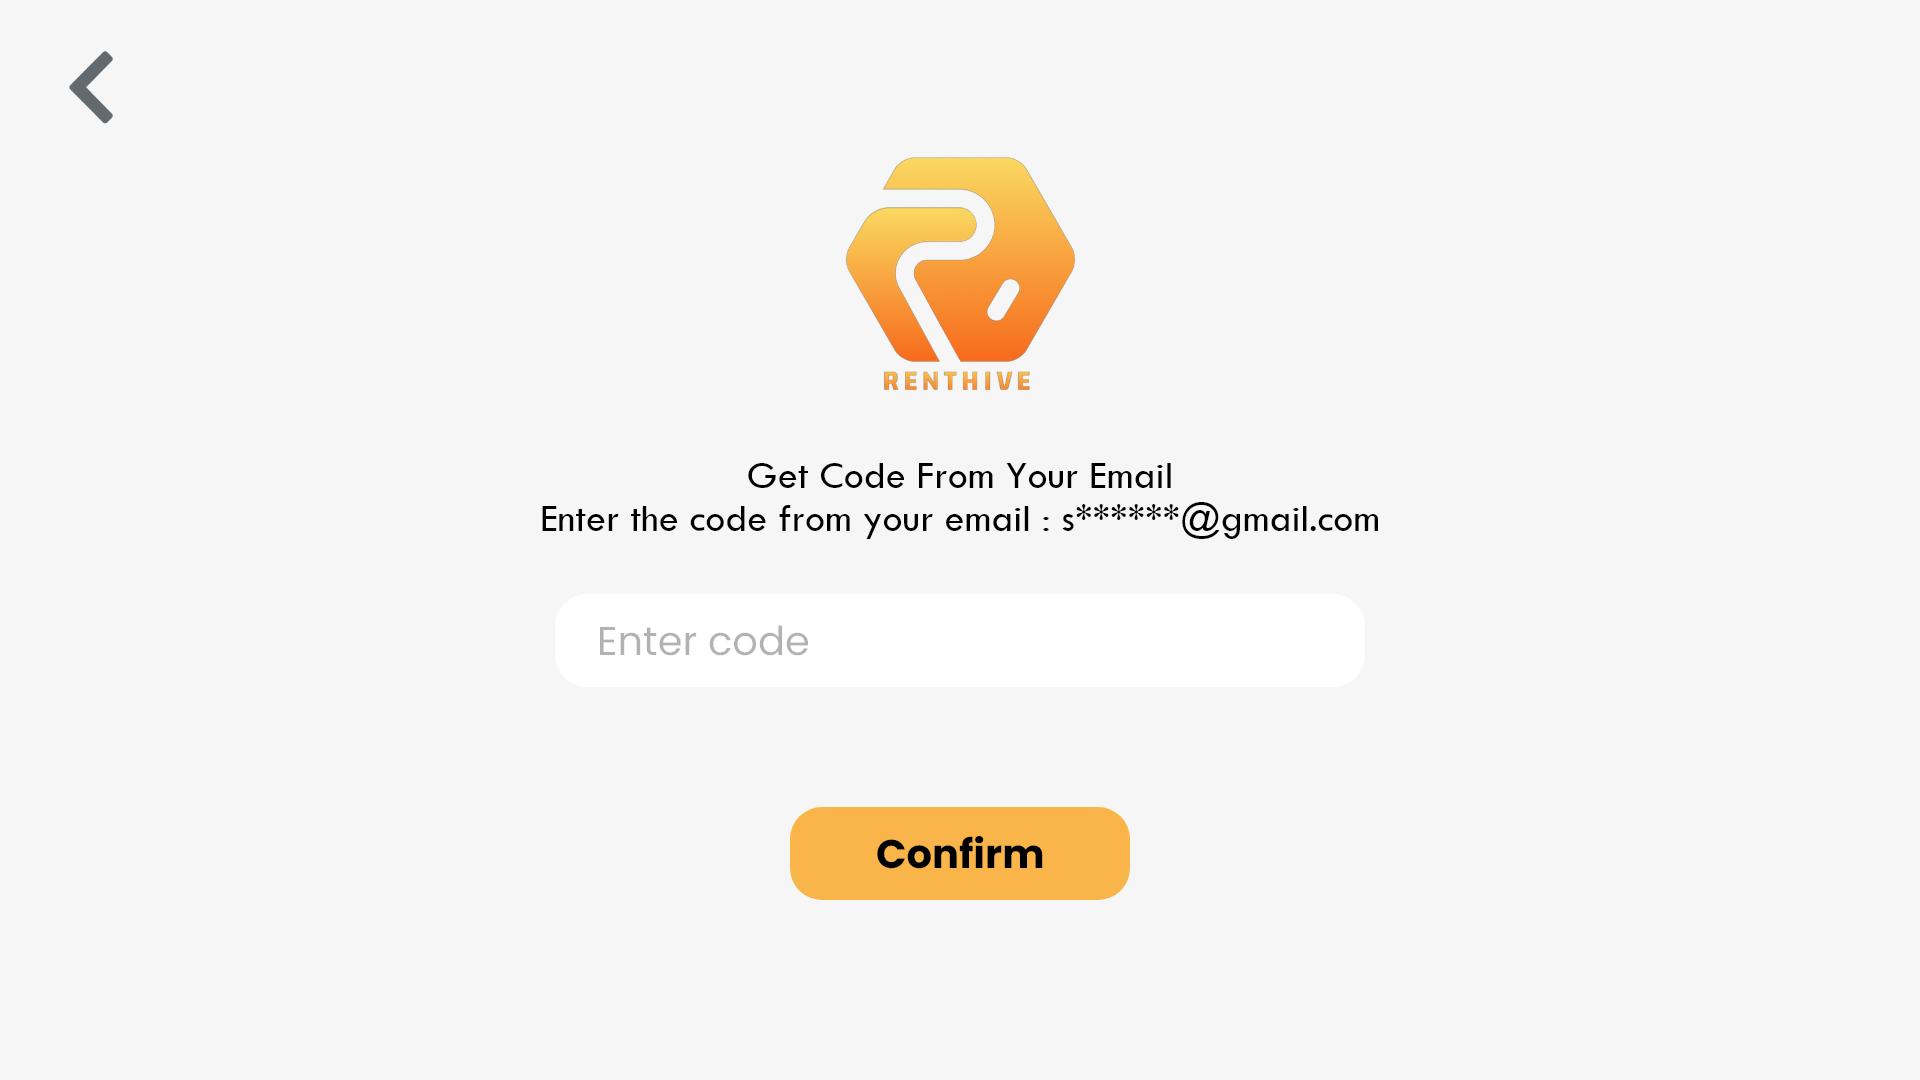 RENTHIVE
Get Code From Your Email
Enter the code from your email : s******@gmail.com
Enter code
Confirm